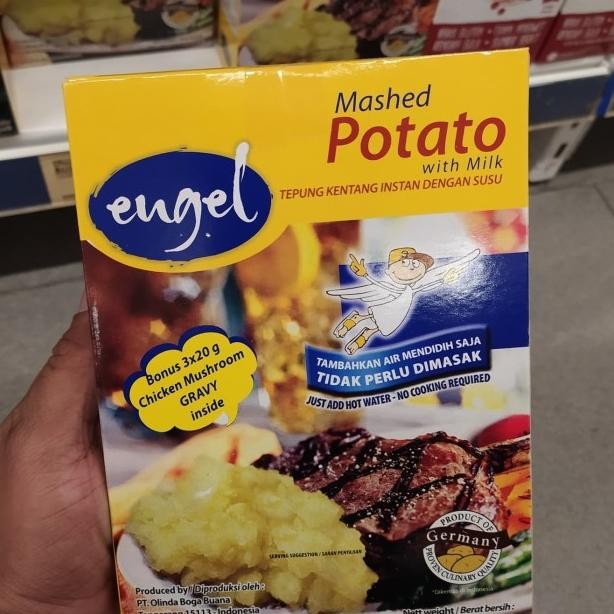 Mashed
Potato
with Milk
TEPUNG KENTANG INSTAN DENGAN SUSU
engel
TAMBAHKAN AIR MENDIDIH SAJA
TIDAK PERLU DIMASAK
JUST ADD HOT WATER - NO COOKING REQUIRED
Bonus 3x20 g
Chicken Mushroom
GRAVY
inside
PRODUCT OF
Germany
PROVEN CULINARY QUALITY
SERVING SUGGESTION / SARAN PENYAJIAN
Produced by / Diproduksi oleh :
PT. Olinda Boga Buana
15113 - Indonesia
Nett weight / Berat bersih :